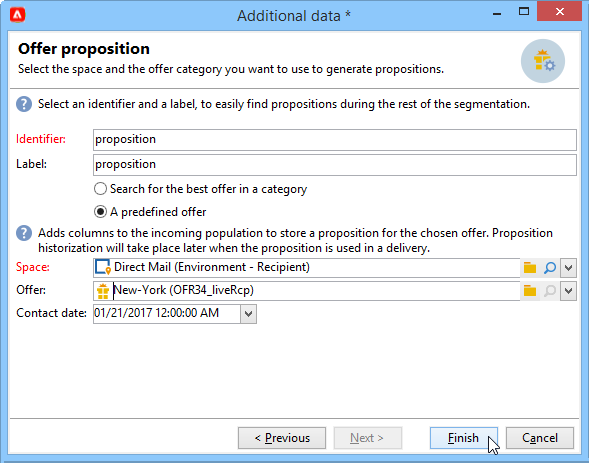 Additional data *
Offer proposition
Select the space and the offer category you want to use to generate propositions.
? Select an identifier and a label, to easily find propositions during the rest of the segmentation.
Identifier: proposition
Label: proposition
Search for the best offer in a category
A predefined offer
? Adds columns to the incoming population to store a proposition for the chosen offer. Proposition
historization will take place later when the proposition is used in a delivery.
Space: Direct Mail (Environment - Recipient)
Offer: New-York (OFR34_liveRcp)
Contact date: 01/21/2017 12:00:00 AM
< Previous Next > Finish Cancel